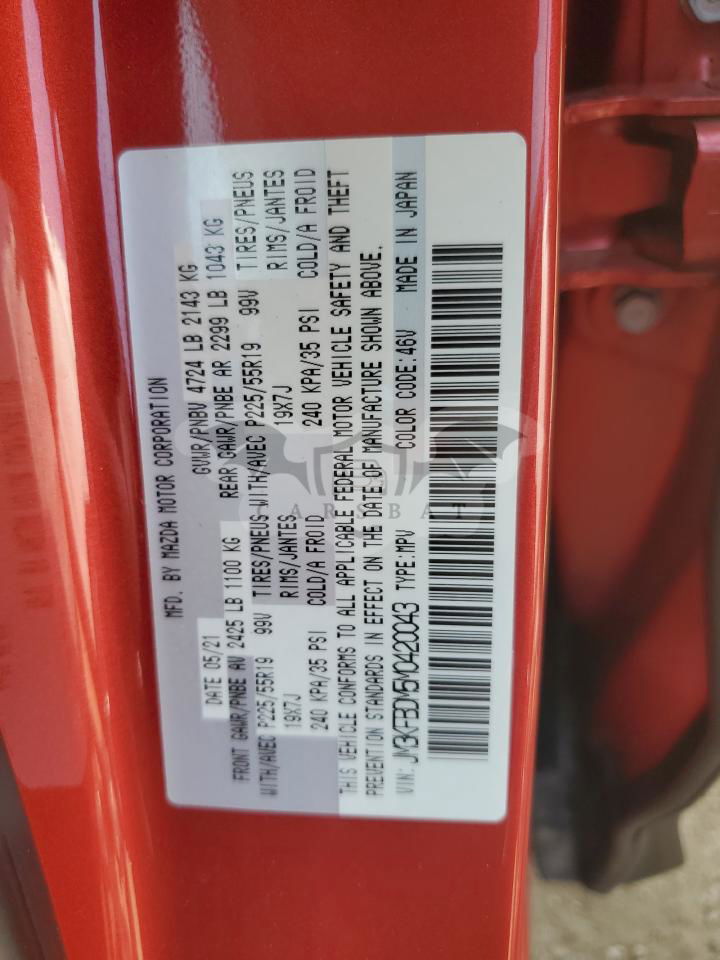 MFD. BY MAZDA MOTOR CORPORATION
DATE 05/21 GVWR/PNBV 4724 LB 2143 KG
FRONT GAWR/PNBE AV 2425 LB 1100 KG REAR GAWR/PNBE AR 2299 LB 1043 KG
WITH/AVEC P225/55R19 99V TIRES/PNEUS WITH/AVEC P225/55R19 99V TIRES/PNEUS
19X7J RIMS/JANTES 19X7J RIMS/JANTES
240 KPA/35 PSI COLD/A FROID 240 KPA/35 PSI COLD/A FROID
THIS VEHICLE CONFORMS TO ALL APPLICABLE FEDERAL MOTOR VEHICLE SAFETY AND THEFT
PREVENTION STANDARDS IN EFFECT ON THE DATE OF MANUFACTURE SHOWN ABOVE.
VIN: JM3KFBDM5M0420043 TYPE:MPV COLOR CODE:46V MADE IN JAPAN
CARSBAT